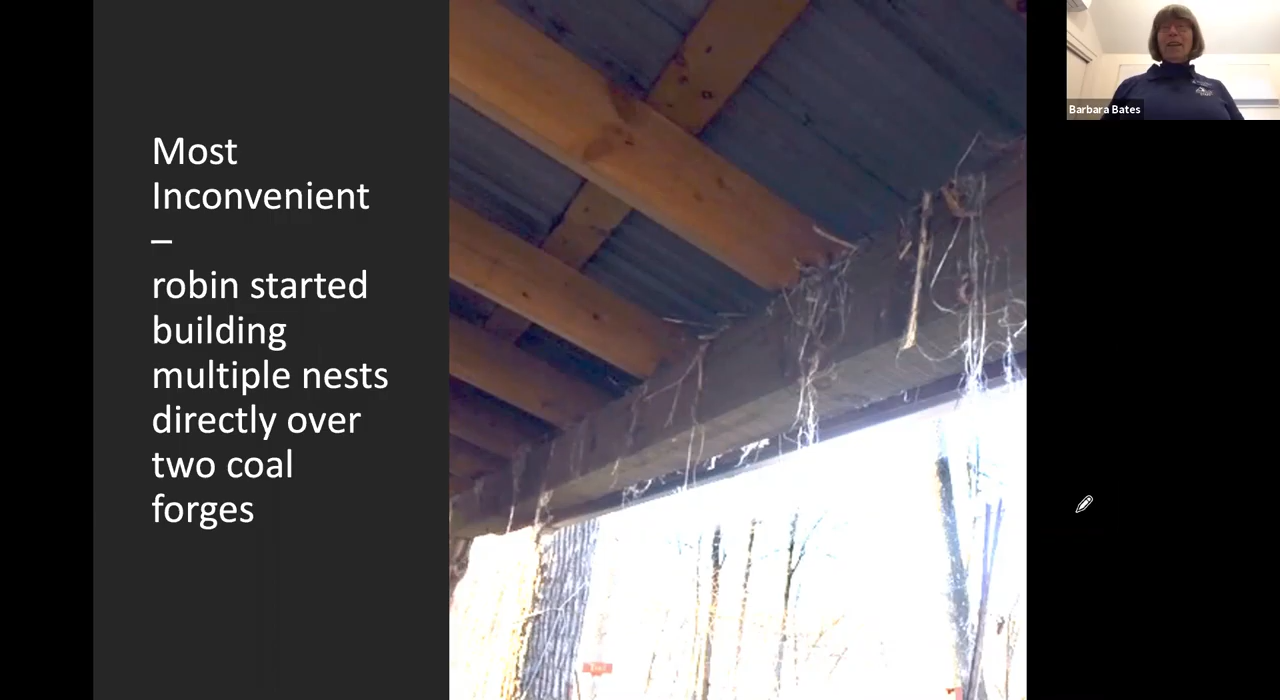 Most
Inconvenient
–
robin started
building
multiple nests
directly over
two coal
forges
Barbara Bates